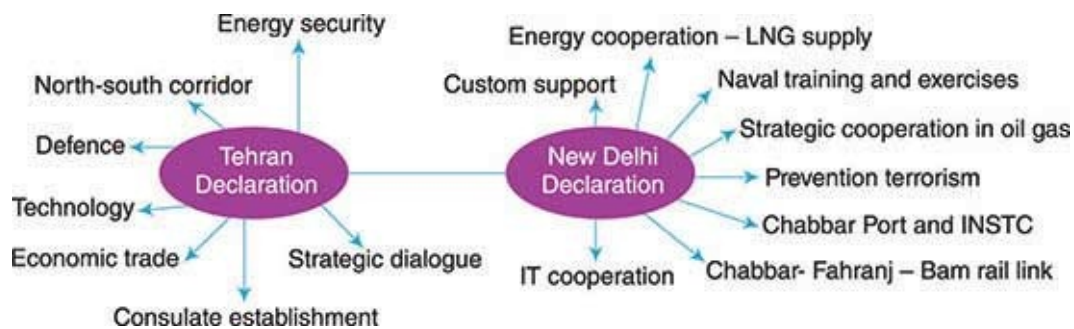 Energy security
North-south corridor
Defence
Tehran
Declaration
Technology
Economic trade
Strategic dialogue
Consulate establishment
Energy cooperation – LNG supply
Custom support
Naval training and exercises
Strategic cooperation in oil gas
New Delhi
Declaration
Prevention terrorism
Chabbar Port and INSTC
IT cooperation
Chabbar- Fahranj – Bam rail link